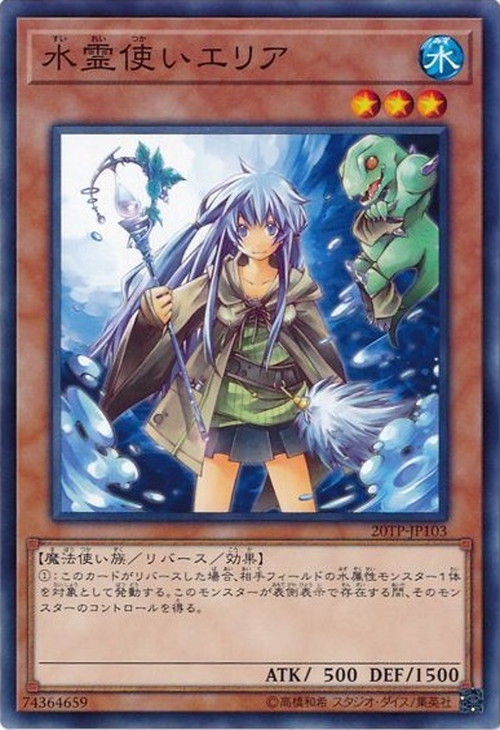 水霊使いエリア
水
20TP-JP103
【魔法使い族／リバース／効果】
①：このカードがリバースした場合、相手フィールドの水属性モンスター1体
を対象として発動する。このモンスターが表側表示で存在する間、そのモン
スターのコントロールを得る。
ATK/ 500 DEF/1500
74364659
©高橋和希 スタジオ・ダイス/集英社